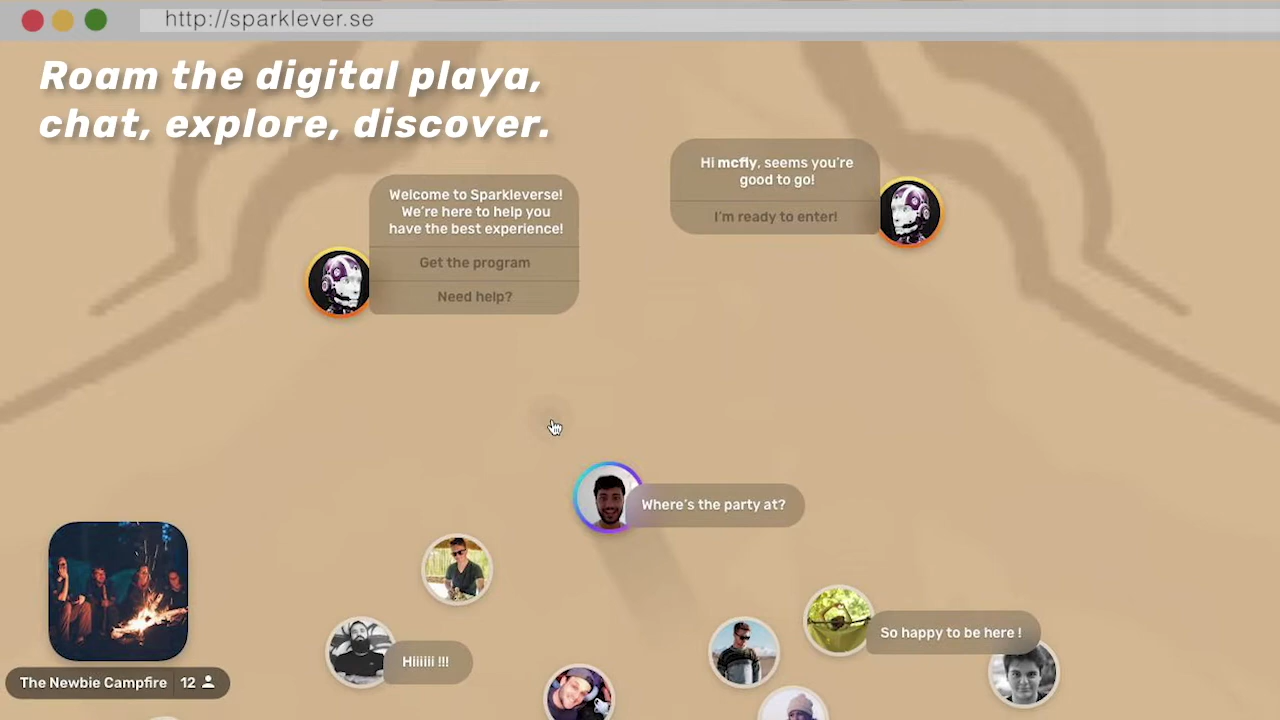 http://sparklever.se
Roam the digital playa,
chat, explore, discover.
Welcome to Sparkleverse!
We're here to help you
have the best experience!
Get the program
Need help?
Hi mcfly, seems you're
good to go!
I'm ready to enter!
Where's the party at?
So happy to be here !
Hiiiiii !!!
The Newbie Campfire 12